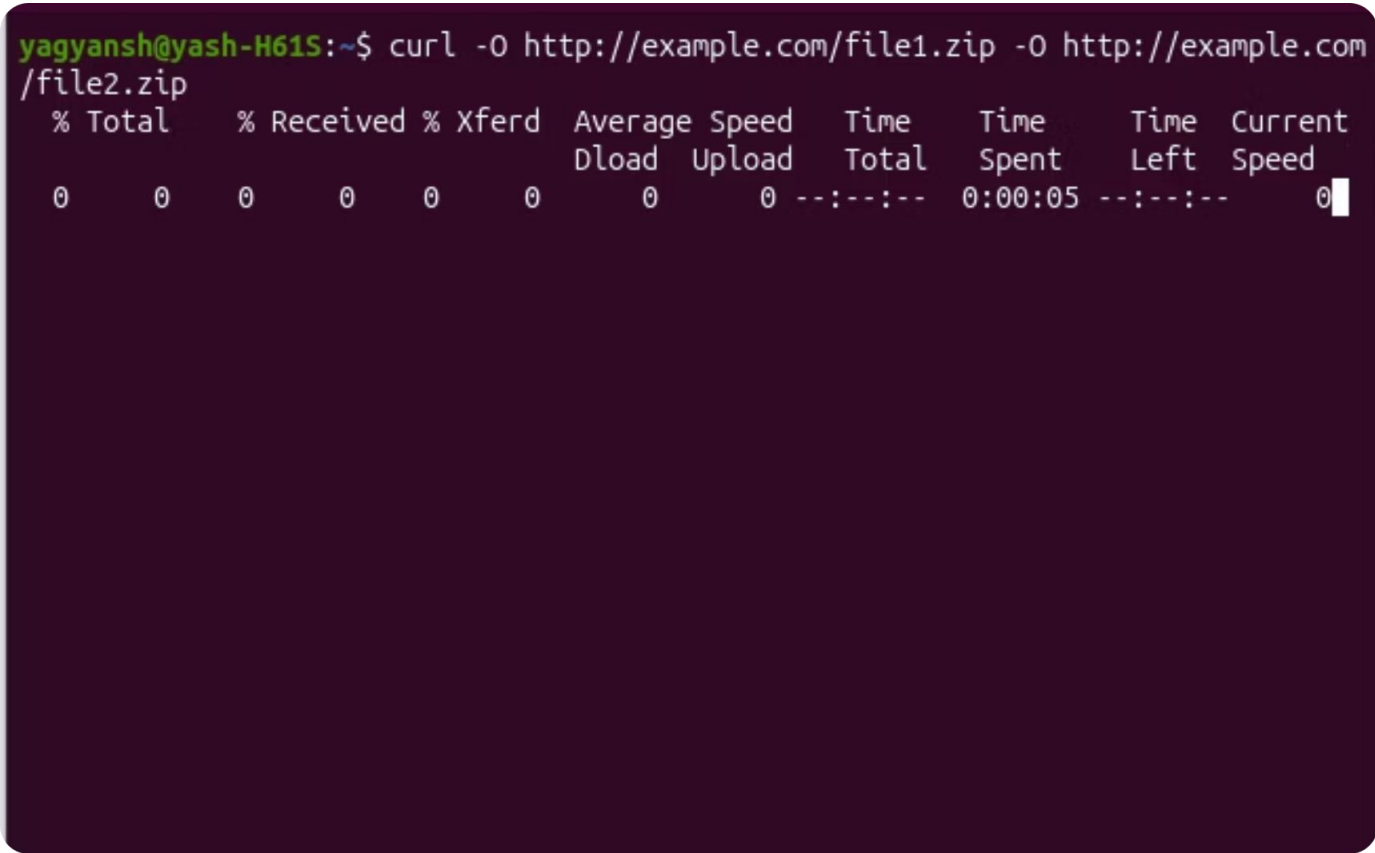 yagyansh@yash-H61S:~$ curl -O http://example.com/file1.zip -O http://example.com
/file2.zip
  % Total    % Received % Xferd  Average Speed   Time    Time     Time  Current
                                 Dload  Upload   Total   Spent    Left  Speed
  0     0    0     0    0     0      0      0 --:--:--  0:00:05 --:--:--     0